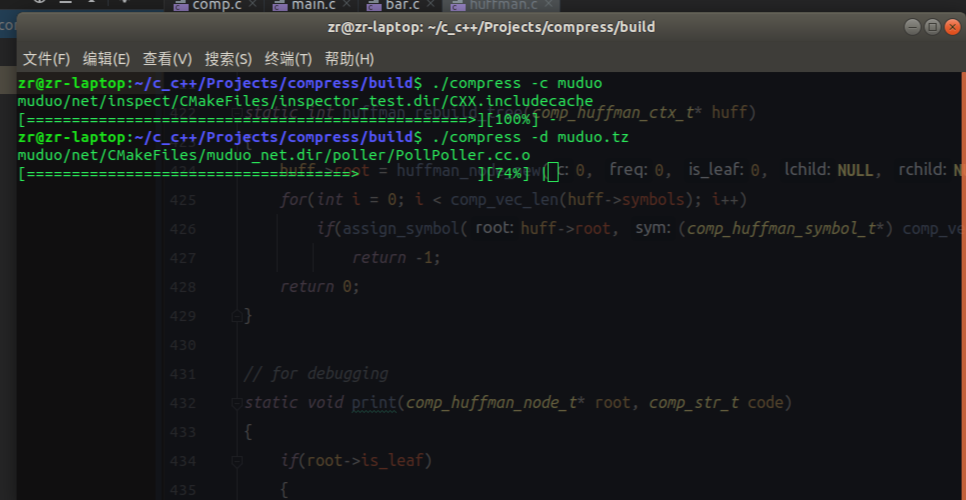 comp.c main.c bar.c huffman.c
zr@zr-laptop: ~/c_c++/Projects/compress/build
文件(F) 编辑(E) 查看(V) 搜索(S) 终端(T) 帮助(H)
zr@zr-laptop:~/c_c++/Projects/compress/build$ ./compress -c muduo
muduo/net/inspect/CMakeFiles/inspector_test.dir/CXX.includecache
static int huffman_rebuild_tree(comp_huffman_ctx_t* huff)
[=================================================>][100%] -
zr@zr-laptop:~/c_c++/Projects/compress/build$ ./compress -d muduo.tz
{
muduo/net/CMakeFiles/muduo_net.dir/poller/PollPoller.cc.o
huff->root = huffman_node_new( c: 0, freq: 0, is_leaf: 0, lchild: NULL, rchild:
[====================================> ][74%] |
425 for(int i = 0; i < comp_vec_len(huff->symbols); i++)
426 if(assign_symbol( root: huff->root, sym: (comp_huffman_symbol_t*) comp_ve
427 return -1;
428 return 0;
429 }
430
431 // for debugging
432 static void print(comp_huffman_node_t* root, comp_str_t code)
433 {
434 if(root->is_leaf)
435 {